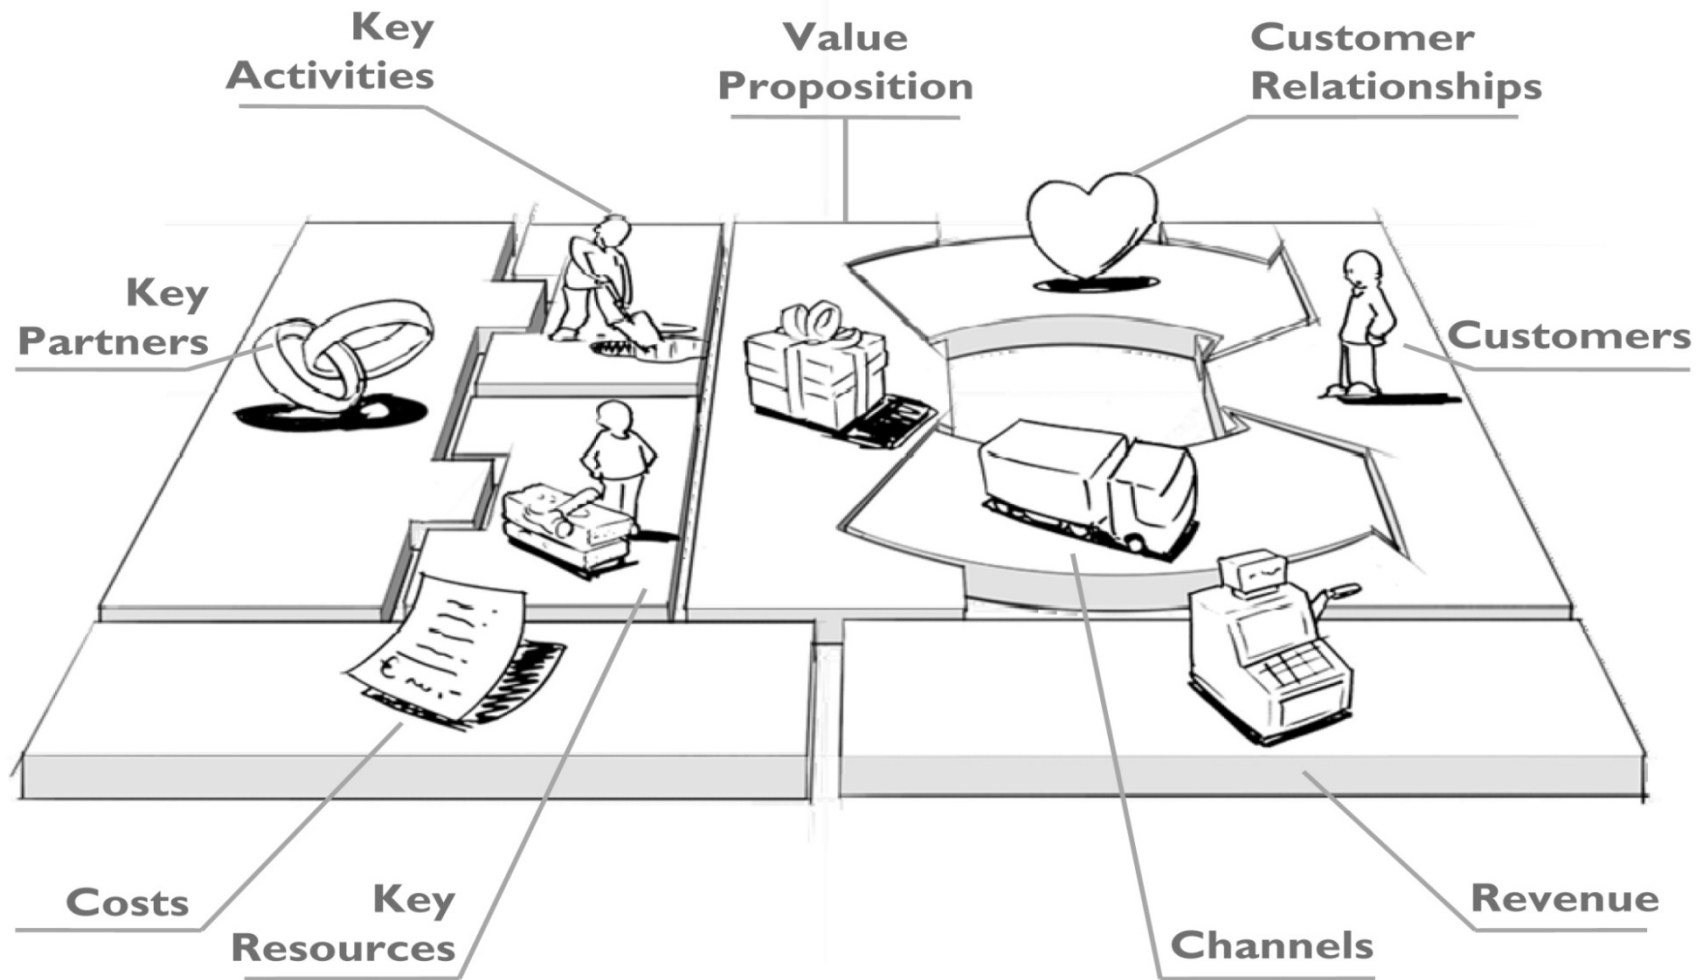 Key
Activities
Value
Proposition
Customer
Relationships
Key
Partners
Customers
€
Costs
Key
Resources
Channels
Revenue